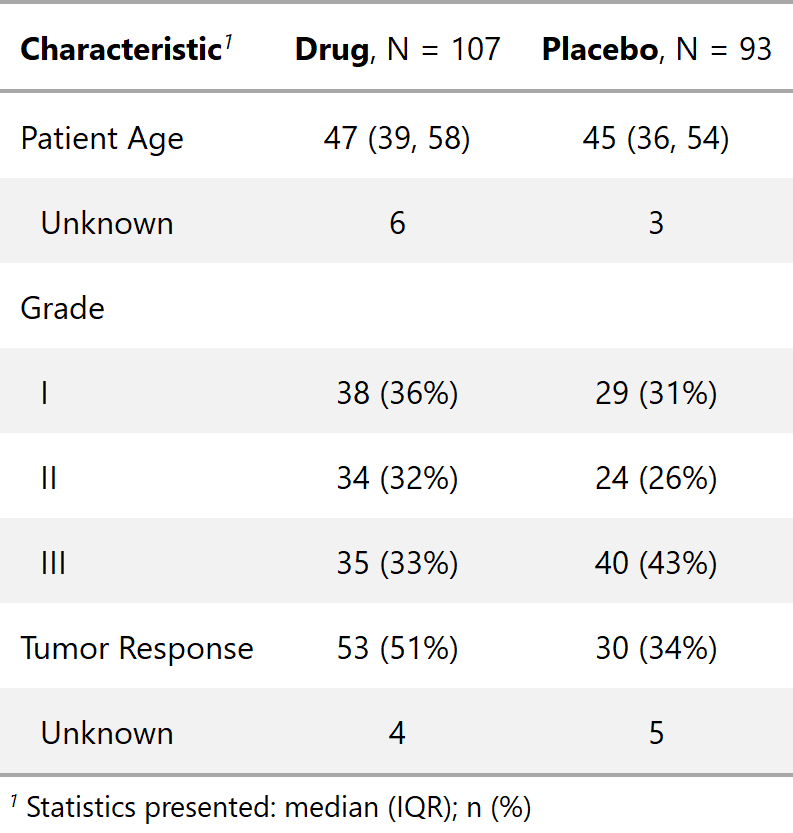 Characteristic¹ Drug, N = 107 Placebo, N = 93
Patient Age 47 (39, 58) 45 (36, 54)
Unknown 6 3
Grade
I 38 (36%) 29 (31%)
II 34 (32%) 24 (26%)
III 35 (33%) 40 (43%)
Tumor Response 53 (51%) 30 (34%)
Unknown 4 5
¹ Statistics presented: median (IQR); n (%)